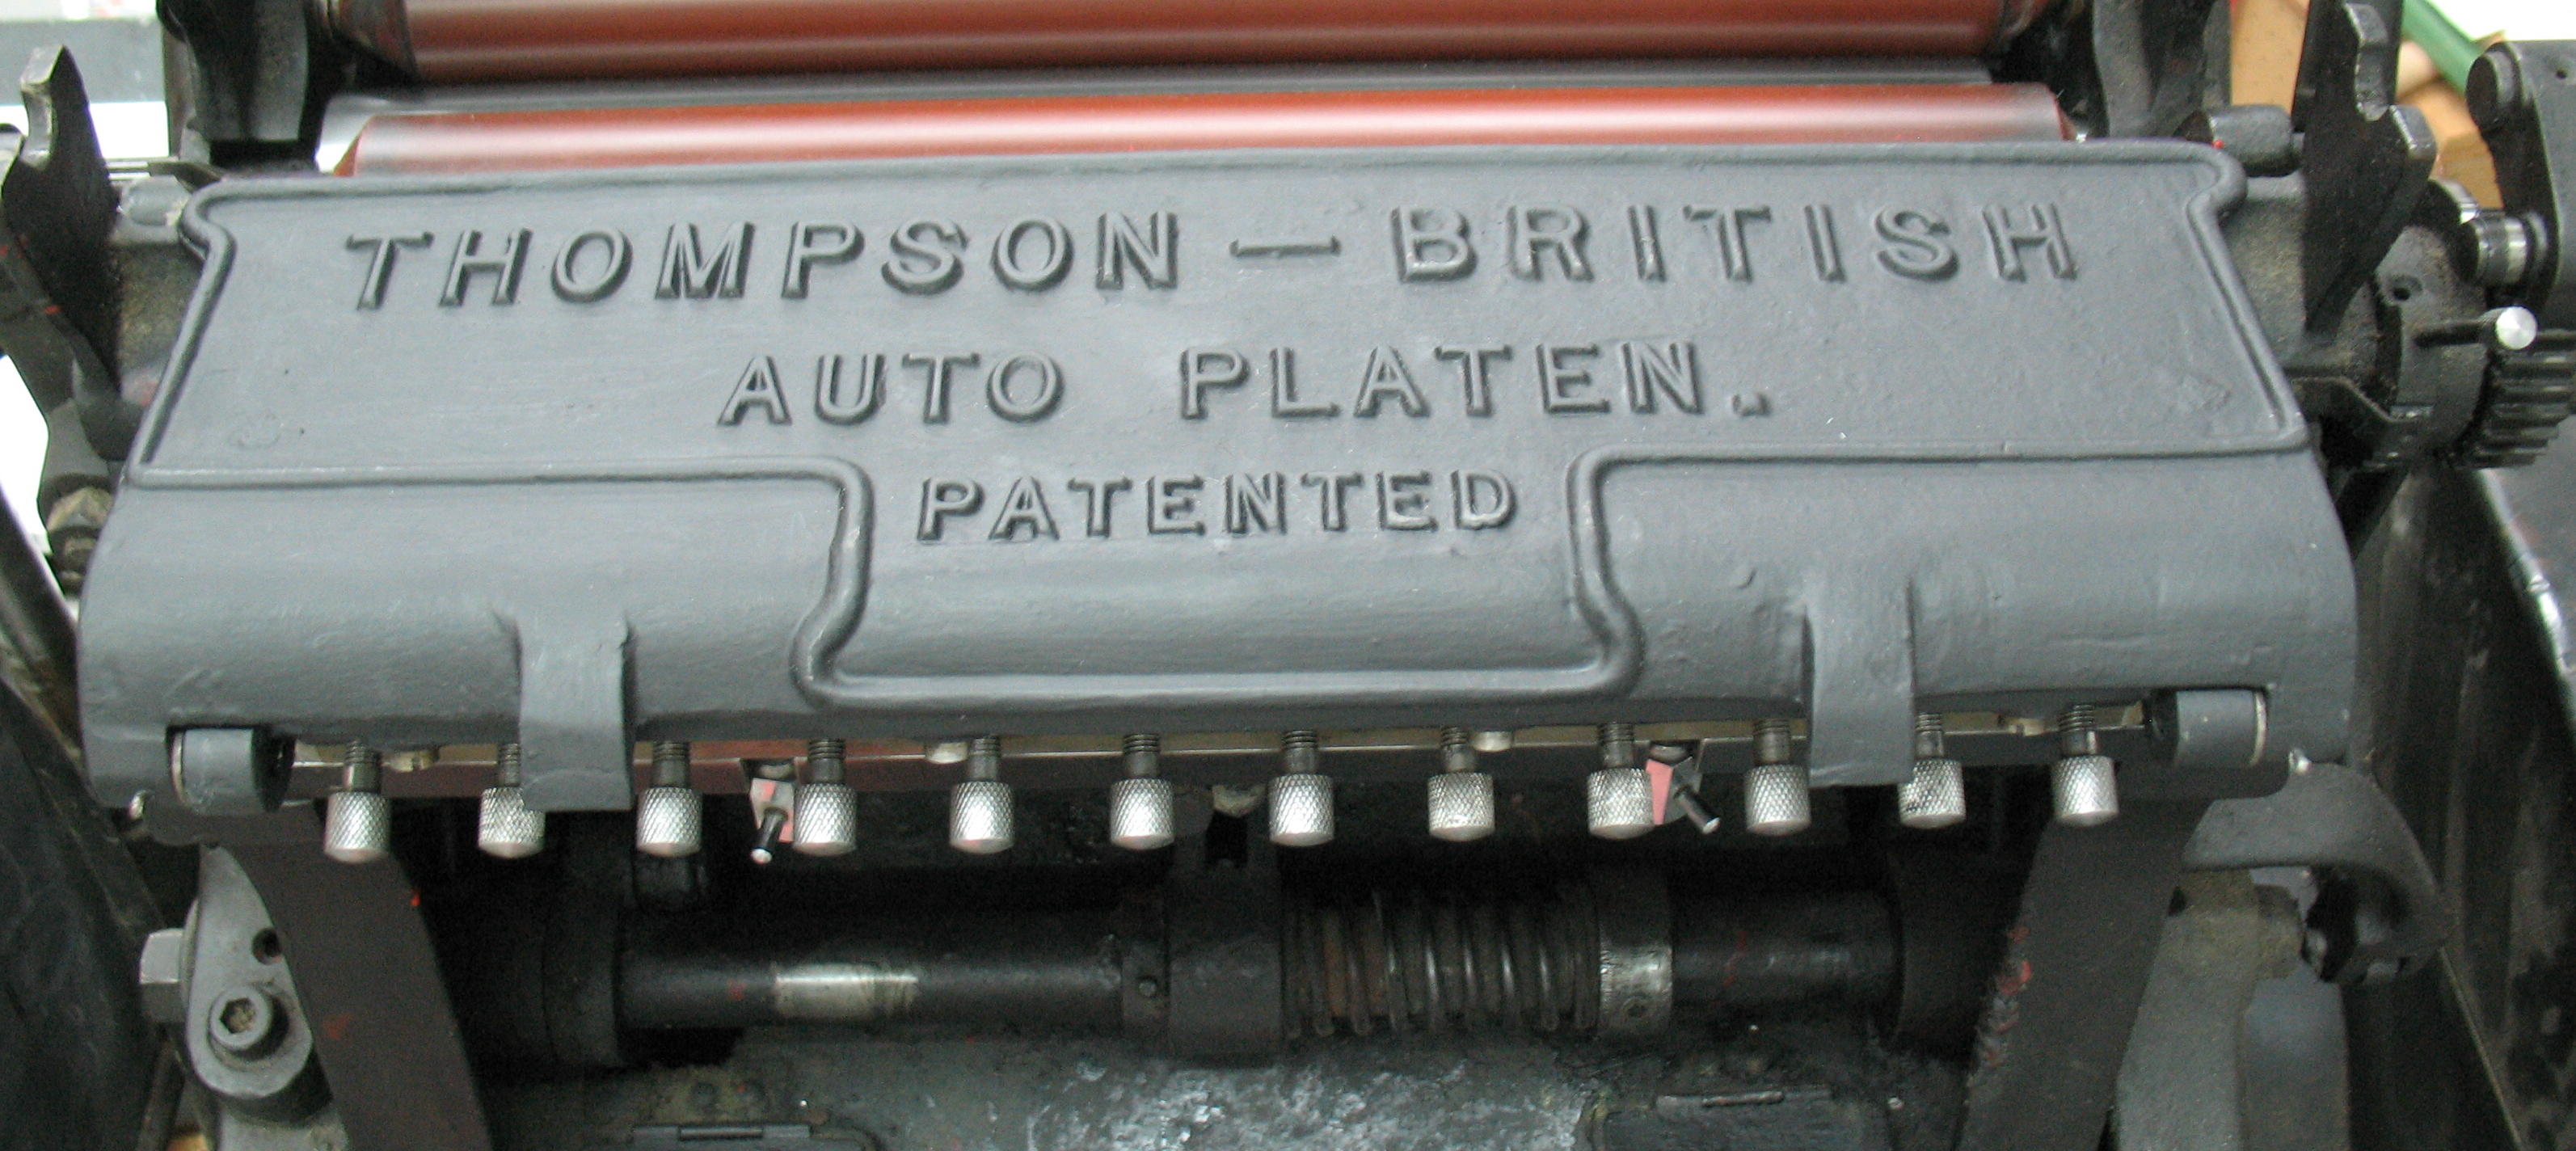 THOMPSON — BRITISH
AUTO PLATEN.
PATENTED